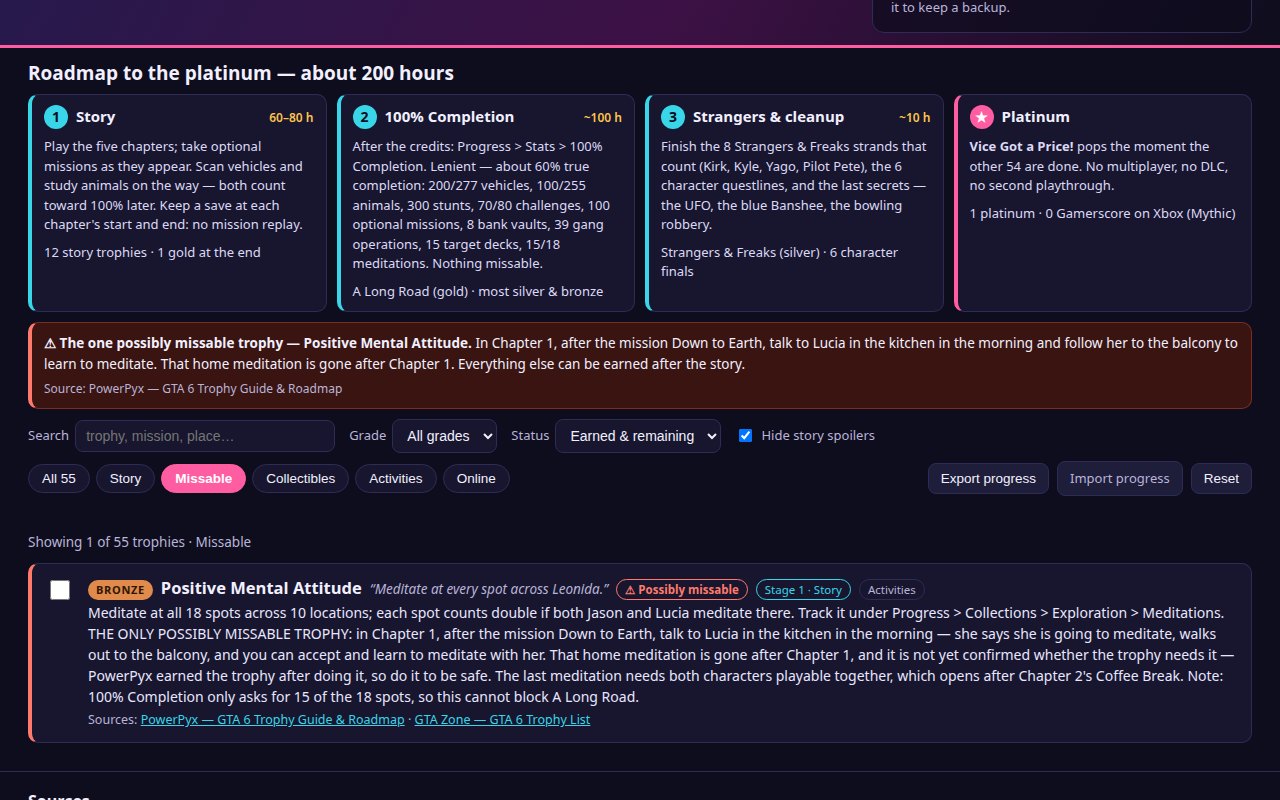 it to keep a backup.
Roadmap to the platinum — about 200 hours
1 Story 60–80 h
Play the five chapters; take optional
missions as they appear. Scan vehicles and
study animals on the way — both count
toward 100% later. Keep a save at each
chapter's start and end: no mission replay.
12 story trophies · 1 gold at the end
2 100% Completion ~100 h
After the credits: Progress > Stats > 100%
Completion. Lenient — about 60% true
completion: 200/277 vehicles, 100/255
animals, 300 stunts, 70/80 challenges, 100
optional missions, 8 bank vaults, 39 gang
operations, 15 target decks, 15/18
meditations. Nothing missable.
A Long Road (gold) · most silver & bronze
3 Strangers & cleanup ~10 h
Finish the 8 Strangers & Freaks strands that
count (Kirk, Kyle, Yago, Pilot Pete), the 6
character questlines, and the last secrets —
the UFO, the blue Banshee, the bowling
robbery.
Strangers & Freaks (silver) · 6 character
finals
★ Platinum
Vice Got a Price! pops the moment the
other 54 are done. No multiplayer, no DLC,
no second playthrough.
1 platinum · 0 Gamerscore on Xbox (Mythic)
⚠ The one possibly missable trophy — Positive Mental Attitude. In Chapter 1, after the mission Down to Earth, talk to Lucia in the kitchen in the morning and follow her to the balcony to
learn to meditate. That home meditation is gone after Chapter 1. Everything else can be earned after the story.
Source: PowerPyx — GTA 6 Trophy Guide & Roadmap
Search trophy, mission, place… Grade All grades Status Earned & remaining Hide story spoilers
All 55 Story Missable Collectibles Activities Online Export progress Import progress Reset
Showing 1 of 55 trophies · Missable
BRONZE Positive Mental Attitude “Meditate at every spot across Leonida.” ⚠ Possibly missable Stage 1 · Story Activities
Meditate at all 18 spots across 10 locations; each spot counts double if both Jason and Lucia meditate there. Track it under Progress > Collections > Exploration > Meditations.
THE ONLY POSSIBLY MISSABLE TROPHY: in Chapter 1, after the mission Down to Earth, talk to Lucia in the kitchen in the morning — she says she is going to meditate, walks
out to the balcony, and you can accept and learn to meditate with her. That home meditation is gone after Chapter 1, and it is not yet confirmed whether the trophy needs it —
PowerPyx earned the trophy after doing it, so do it to be safe. The last meditation needs both characters playable together, which opens after Chapter 2's Coffee Break. Note:
100% Completion only asks for 15 of the 18 spots, so this cannot block A Long Road.
Sources: PowerPyx — GTA 6 Trophy Guide & Roadmap · GTA Zone — GTA 6 Trophy List
Sources